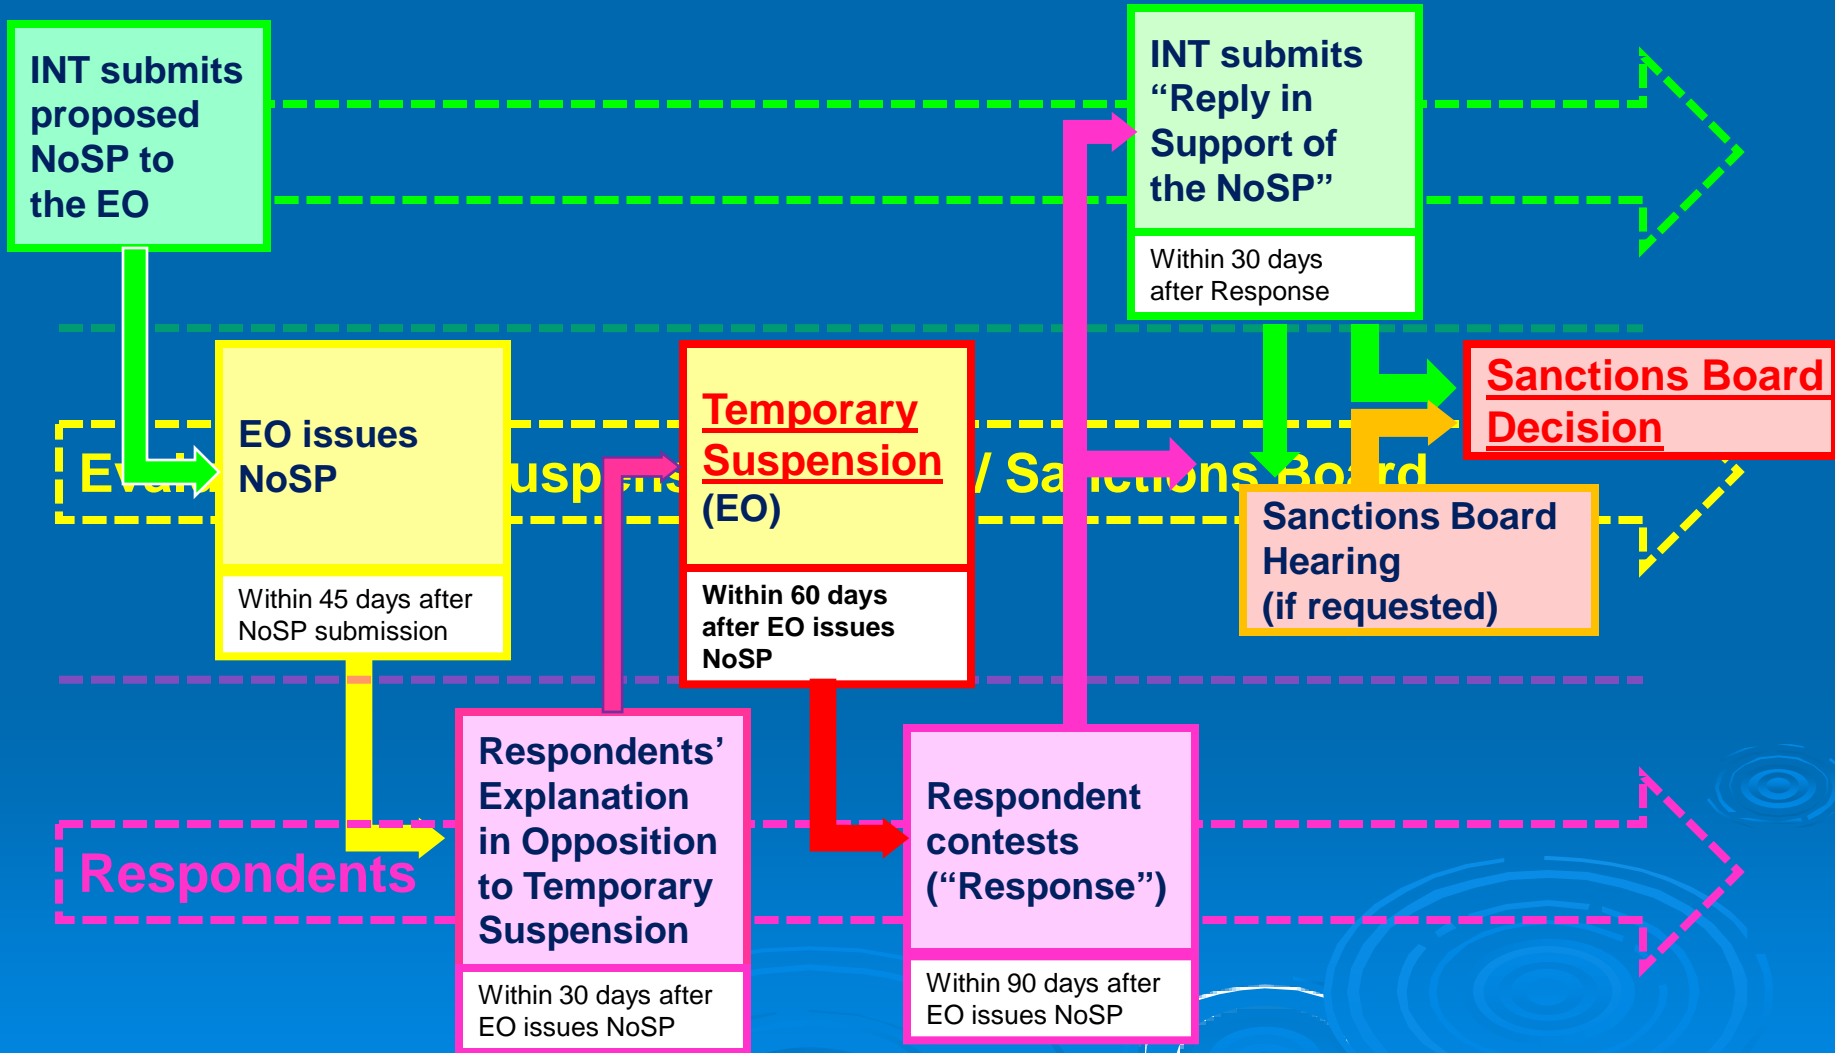 INT submits
proposed
NoSP to
the EO
INT submits
“Reply in
Support of
the NoSP”
Within 30 days
after Response
EO issues
NoSP
Within 45 days after
NoSP submission
Temporary
Suspension
(EO)
Within 60 days
after EO issues
NoSP
/ Sanctions Board
Sanctions Board
Decision
Sanctions Board
Hearing
(if requested)
Respondents
Respondents’
Explanation
in Opposition
to Temporary
Suspension
Within 30 days after
EO issues NoSP
Respondent
contests
(“Response”)
Within 90 days after
EO issues NoSP